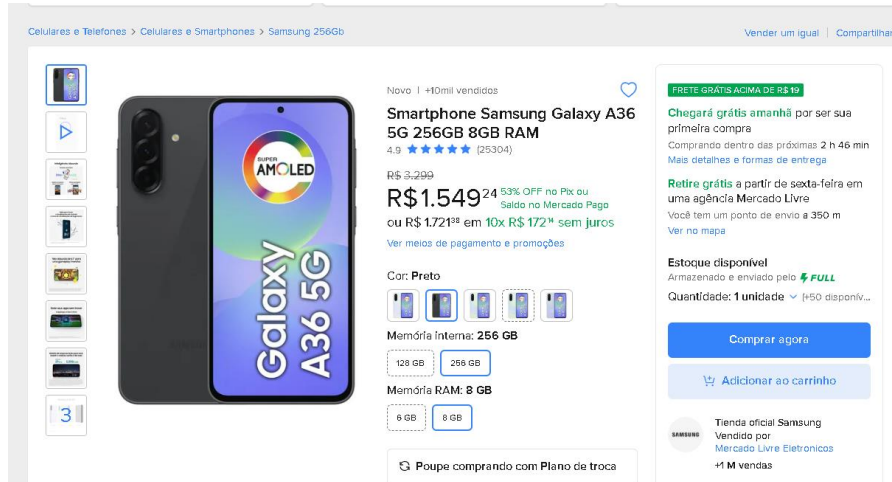 Celulares e Telefones > Celulares e Smartphones > Samsung 256Gb
Vender um igual | Compartilhar
Novo | +10mil vendidos
Smartphone Samsung Galaxy A36
5G 256GB 8GB RAM
4.9 (25304)
R$ 3.299
R$ 1.549 24 53% OFF no Pix ou
Saldo no Mercado Pago
ou R$ 1.721 38 em 10x R$ 172 14 sem juros
Ver meios de pagamento e promoções
Cor: Preto
Memória interna: 256 GB
128 GB 256 GB
Memória RAM: 8 GB
6 GB 8 GB
Poupe comprando com Plano de troca
SUPER
AMOLED
Galaxy
A36 5G
3
FRETE GRÁTIS ACIMA DE R$ 19
Chegará grátis amanhã por ser sua
primeira compra
Comprando dentro das próximas 2 h 46 min
Mais detalhes e formas de entrega
Retire grátis a partir de sexta-feira em
uma agência Mercado Livre
Você tem um ponto de envio a 350 m
Ver no mapa
Estoque disponível
Armazenado e enviado pelo FULL
Quantidade: 1 unidade (+50 disponív...
Comprar agora
Adicionar ao carrinho
SAMSUNG
Tienda oficial Samsung
Vendido por
Mercado Livre Eletronicos
+1 M vendas